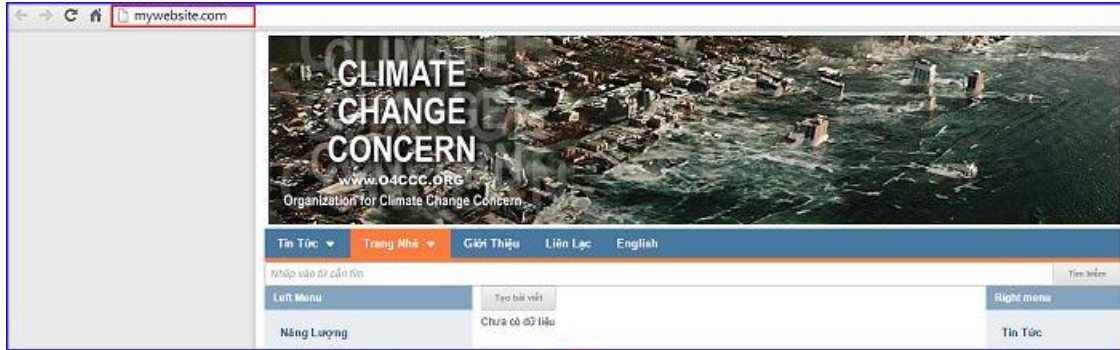 mywebsite.com
CLIMATE
CHANGE
CONCERN
www.O4CCC.ORG
Organization for Climate Change Concern
Tin Tức Trang Nhà Giới Thiệu Liên Lạc English
Nhập vào từ cần tìm Tìm kiếm
Left Menu Tạo bài viết Right menu
Chưa có dữ liệu
Năng Lượng Tin Tức